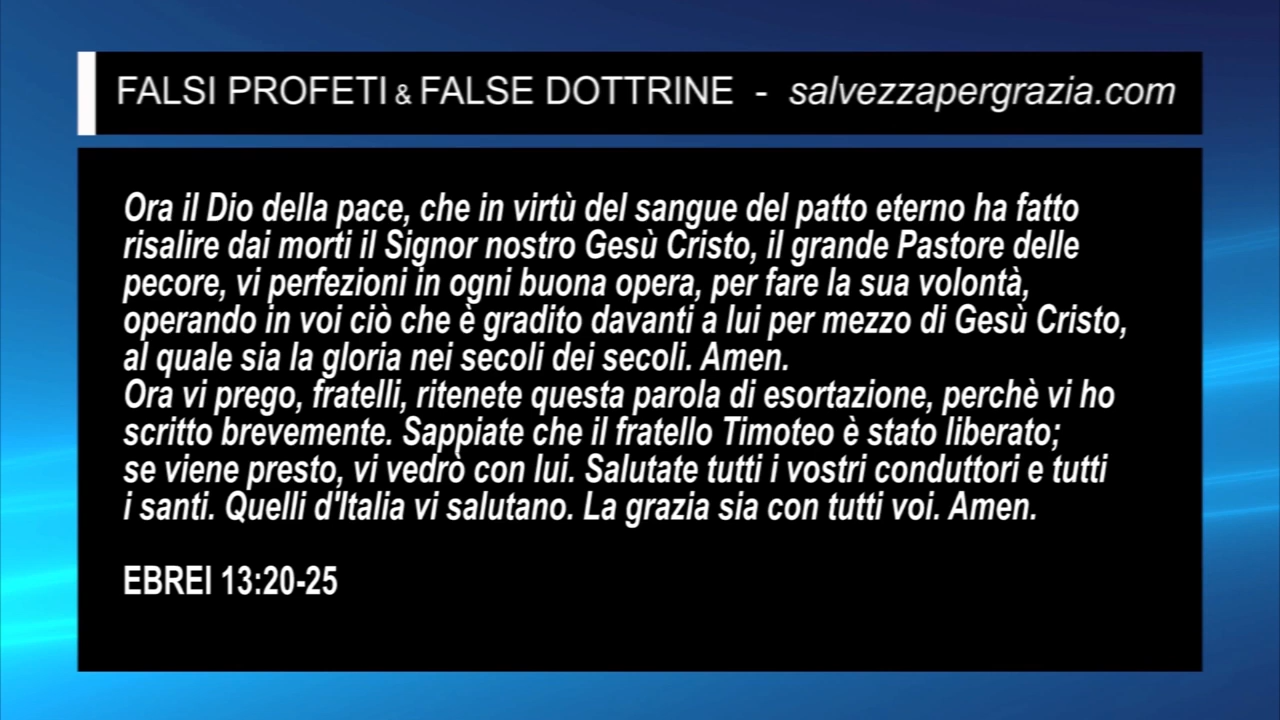 FALSI PROFETI & FALSE DOTTRINE - salvezzapergrazia.com
Ora il Dio della pace, che in virtù del sangue del patto eterno ha fatto
risalire dai morti il Signor nostro Gesù Cristo, il grande Pastore delle
pecore, vi perfezioni in ogni buona opera, per fare la sua volontà,
operando in voi ciò che è gradito davanti a lui per mezzo di Gesù Cristo,
al quale sia la gloria nei secoli dei secoli. Amen.
Ora vi prego, fratelli, ritenete questa parola di esortazione, perchè vi ho
scritto brevemente. Sappiate che il fratello Timoteo è stato liberato;
se viene presto, vi vedrò con lui. Salutate tutti i vostri conduttori e tutti
i santi. Quelli d'Italia vi salutano. La grazia sia con tutti voi. Amen.
EBREI 13:20-25